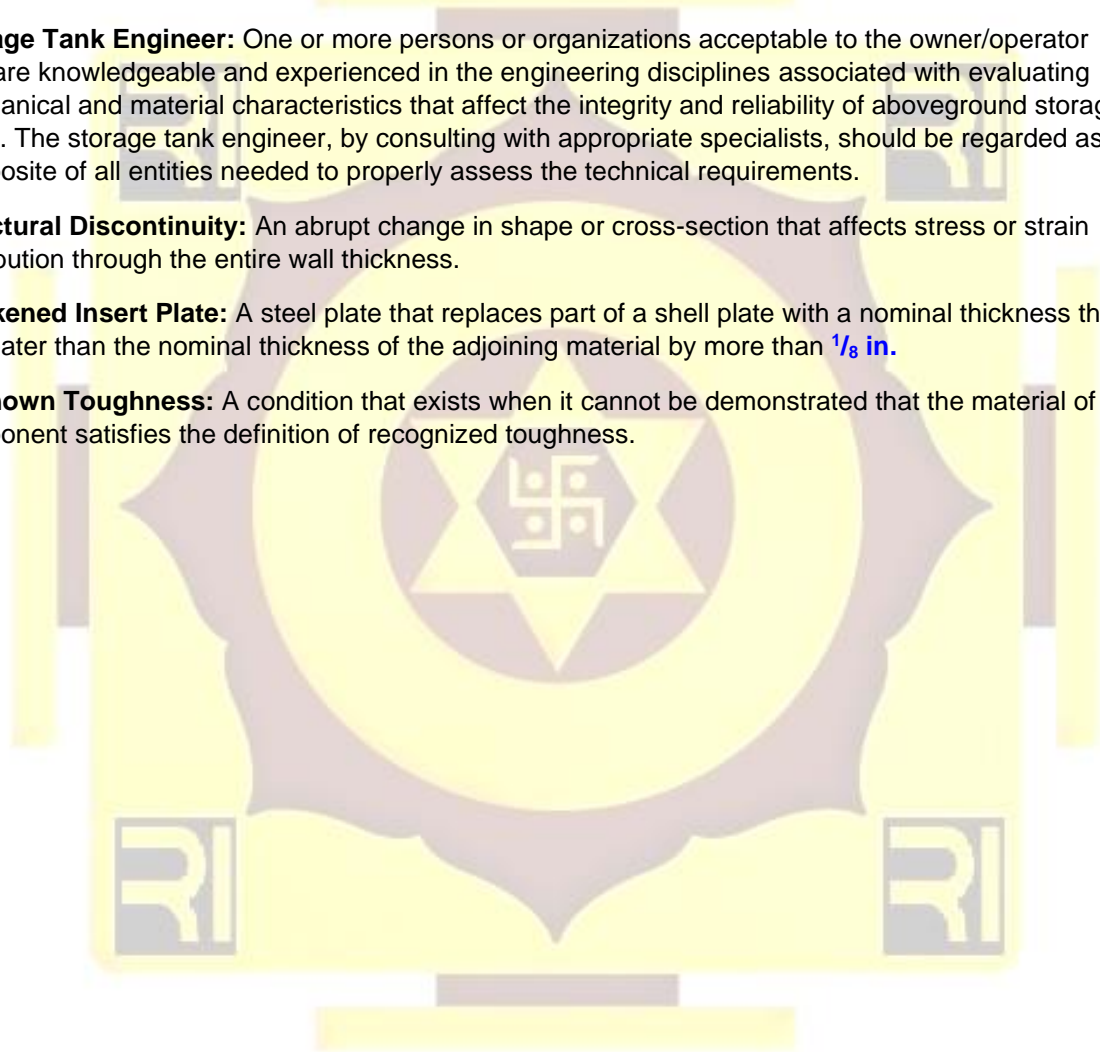 age Tank Engineer: One or more persons or organizations acceptable to the owner/operator
are knowledgeable and experienced in the engineering disciplines associated with evaluating
anical and material characteristics that affect the integrity and reliability of aboveground storag
. The storage tank engineer, by consulting with appropriate specialists, should be regarded as
osite of all entities needed to properly assess the technical requirements.
ctural Discontinuity: An abrupt change in shape or cross-section that affects stress or strain
bution through the entire wall thickness.
kened Insert Plate: A steel plate that replaces part of a shell plate with a nominal thickness th
ater than the nominal thickness of the adjoining material by more than 1/8 in.
nown Toughness: A condition that exists when it cannot be demonstrated that the material of
onent satisfies the definition of recognized toughness.
RI RI
RI RI